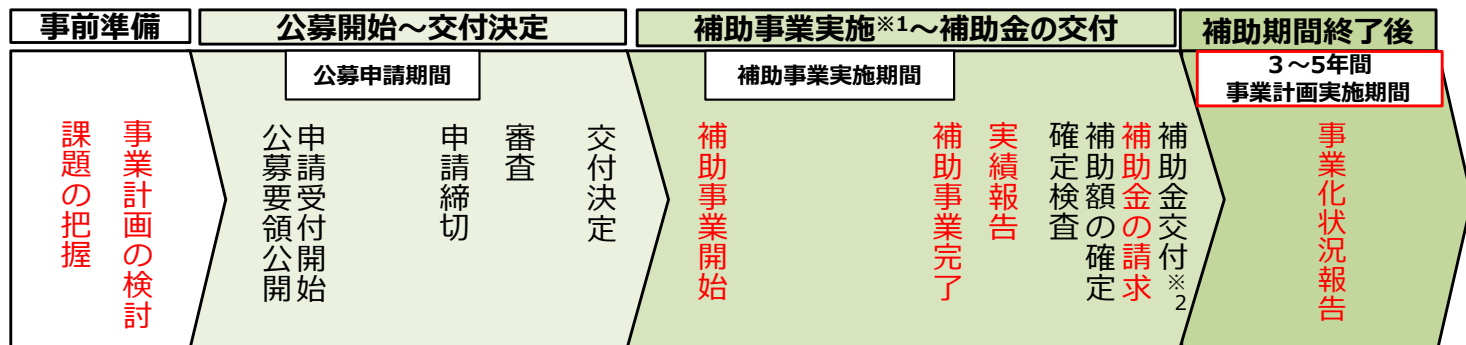 事前準備
公募開始～交付決定
補助事業実施※1～補助金の交付
補助期間終了後
公募申請期間
補助事業実施期間
３～5年間
事業計画実施期間
課題の把握
事業計画の検討
公募要領公開
申請受付開始
申請締切
審査
交付決定
補助事業開始
補助事業完了
実績報告
確定検査
補助額の確定
補助金の請求
補助金交付※2
事業化状況報告